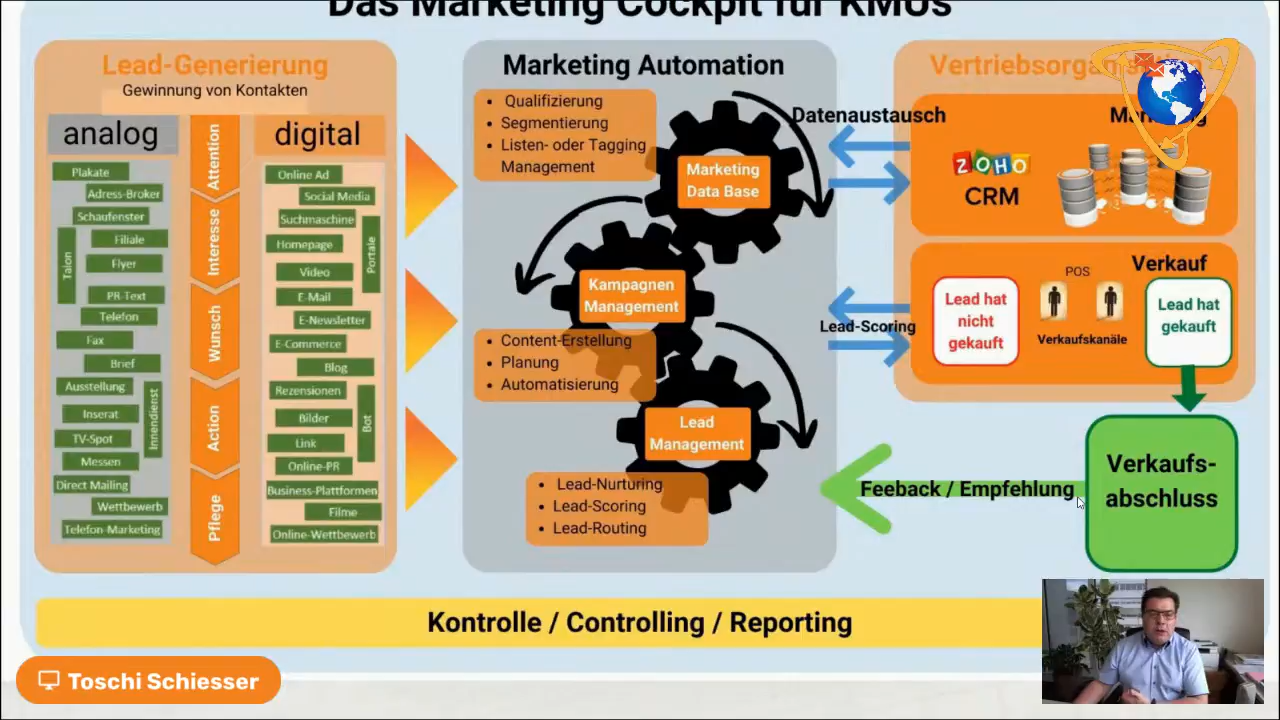 Das Marketing Cockpit für KMUs
Lead-Generierung
Gewinnung von Kontakten
analog
digital
Attention
Interesse
Wunsch
Action
Pflege
Plakate
Adress-Broker
Schaufenster
Filiale
Talon
Flyer
PR-Text
Telefon
Fax
Brief
Ausstellung
Innendienst
Inserat
TV-Spot
Messen
Direct Mailing
Wettbewerb
Telefon-Marketing
Online Ad
Social Media
Suchmaschine
Portale
Homepage
Video
E-Mail
E-Newsletter
E-Commerce
Blog
Rezensionen
Bot
Bilder
Link
Online-PR
Business-Plattformen
Filme
Online-Wettbewerb
Marketing Automation
• Qualifizierung
• Segmentierung
• Listen- oder Tagging
Management
Marketing
Data Base
Kampagnen
Management
• Content-Erstellung
• Planung
• Automatisierung
Lead
Management
• Lead-Nurturing
• Lead-Scoring
• Lead-Routing
Datenaustausch
Lead-Scoring
ZOHO
CRM
Verkauf
POS
Verkaufskanäle
Lead hat
nicht
gekauft
Lead hat
gekauft
Verkaufs-
abschluss
Feeback / Empfehlung
Kontrolle / Controlling / Reporting
Toschi Schiesser